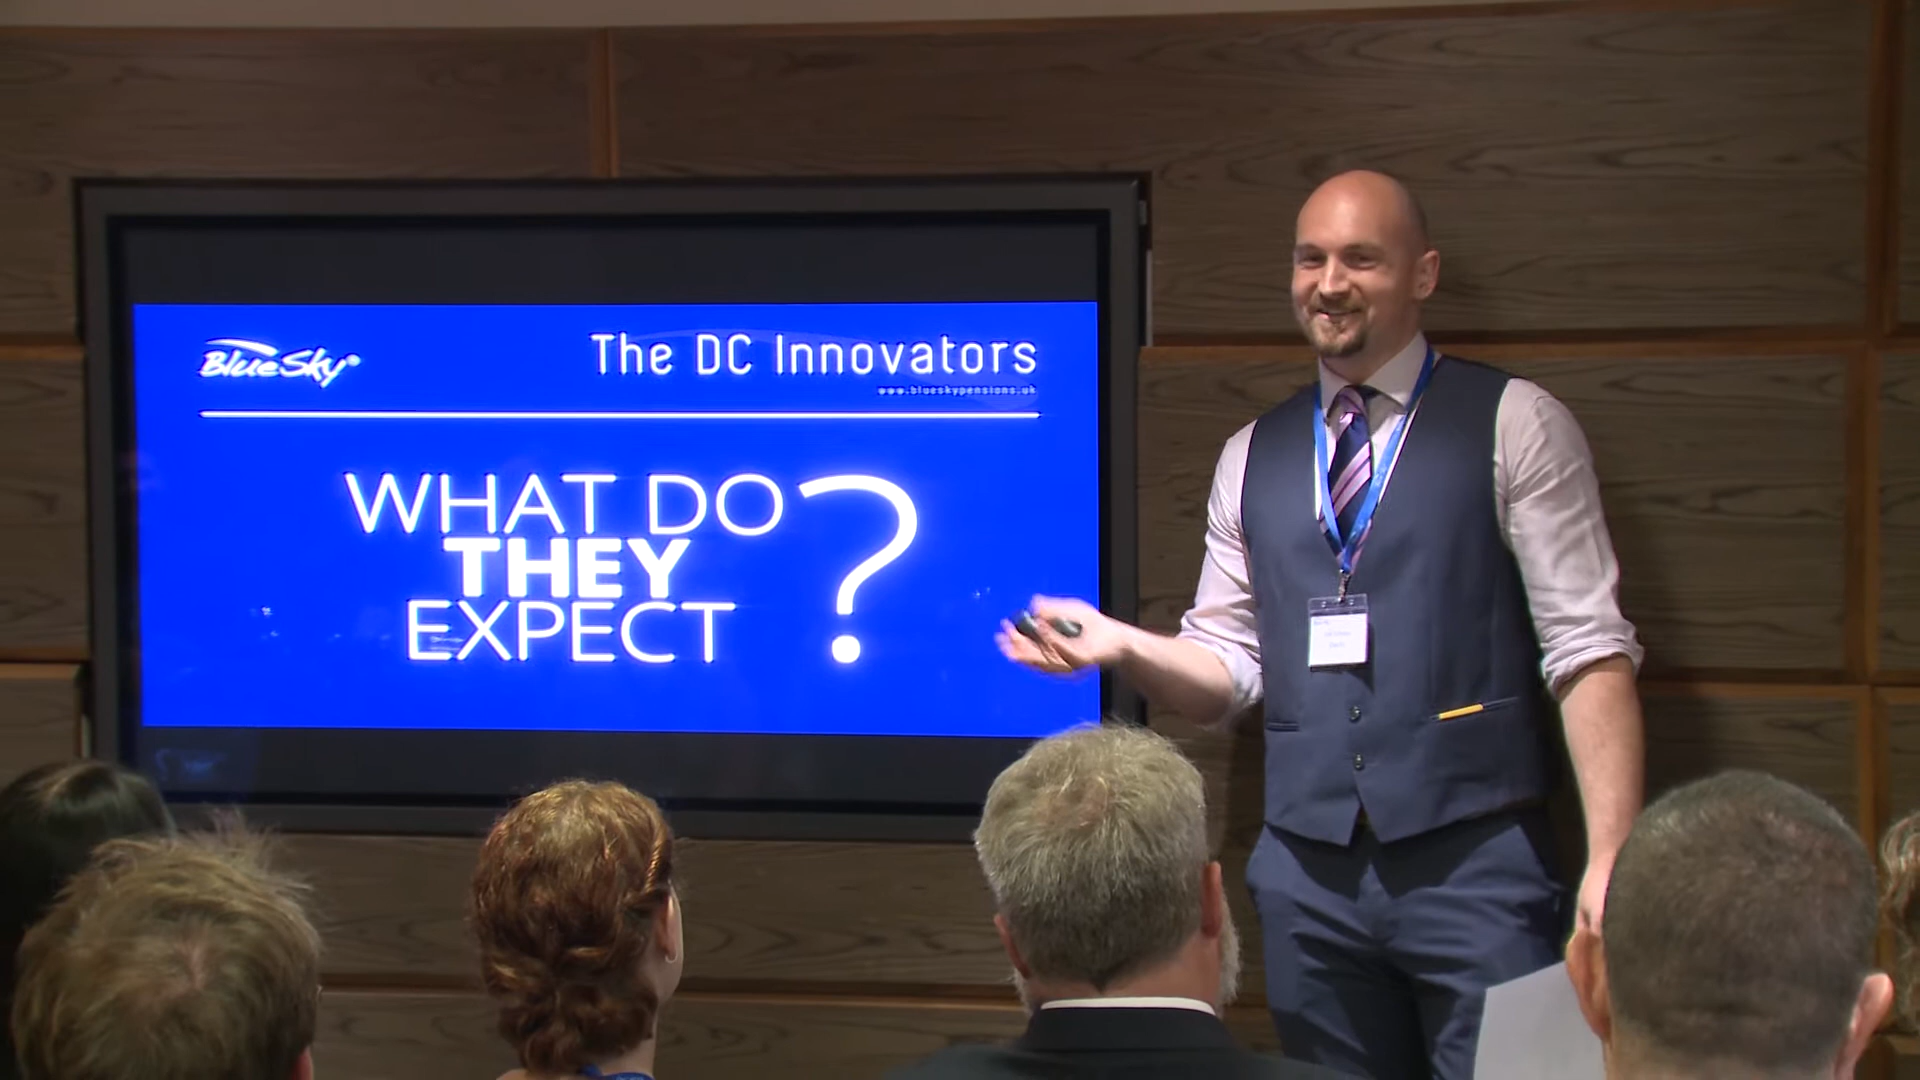 BlueSky®
The DC Innovators
www.blueskypensions.uk
WHAT DO
THEY
EXPECT
?